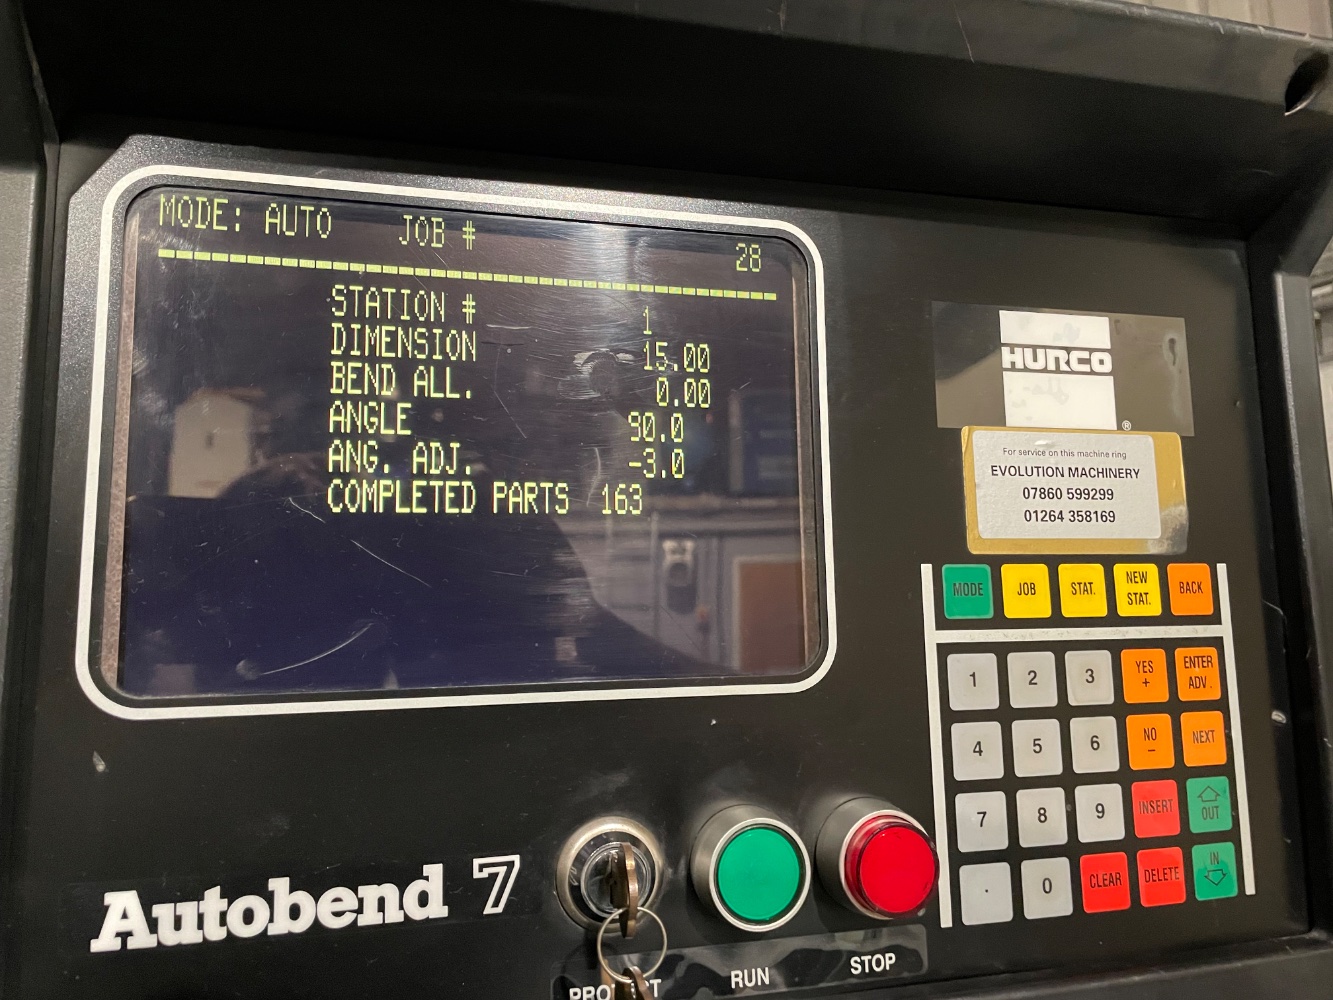 MODE: AUTO JOB # 28
STATION # 1
DIMENSION 15.00
BEND ALL. 0.00
ANGLE 90.0
ANG. ADJ. -3.0
COMPLETED PARTS 163
HURCO
®
For service on this machine ring
EVOLUTION MACHINERY
07860 599299
01264 358169
MODE JOB STAT. NEW STAT. BACK
1 2 3 YES + ENTER ADV.
4 5 6 NO - NEXT
7 8 9 INSERT OUT
. 0 CLEAR DELETE IN
Autobend 7
RUN
STOP